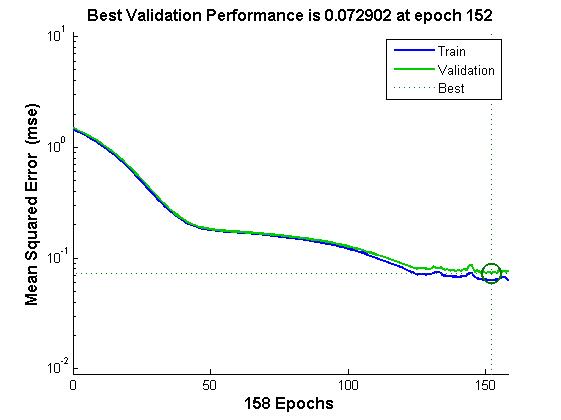 Best Validation Performance is 0.072902 at epoch 152
Train
Validation
Best
Mean Squared Error (mse)
10^1
10^0
10^-1
10^-2
0 50 100 150
158 Epochs